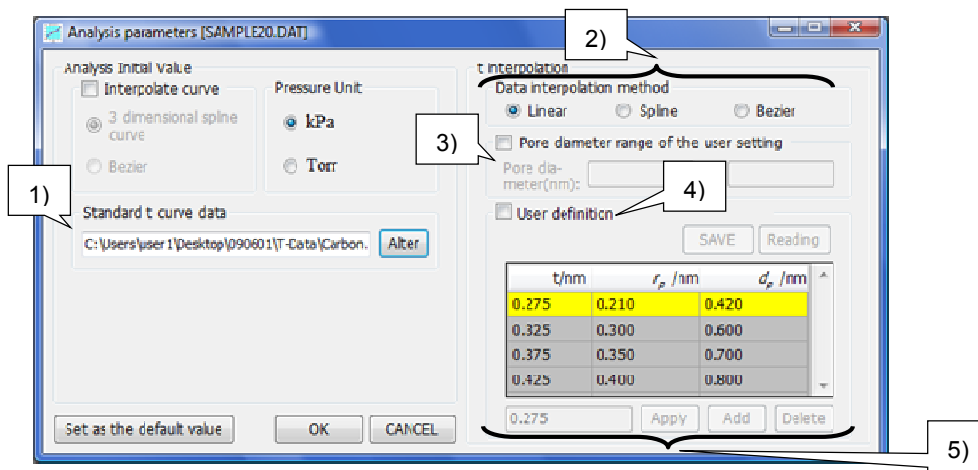 Analysis parameters [SAMPLE20.DAT]
2)
Analysis Initial Value
Interpolate curve
3 dimensional spline
curve
Bezier
Pressure Unit
kPa
Torr
1)
Standard t curve data
C:\Users\user1\Desktop\090601\T-Data\Carbon.
Alter
Set as the default value
OK
CANCEL
t interpolation
Data interpolation method
Linear
Spline
Bezier
3)
Pore diameter range of the user setting
Pore dia-
meter(nm):
4)
User definition
SAVE
Reading
t/nm rp /nm dp /nm
0.275 0.210 0.420
0.325 0.300 0.600
0.375 0.350 0.700
0.425 0.400 0.800
0.275
Appy
Add
Delete
5)